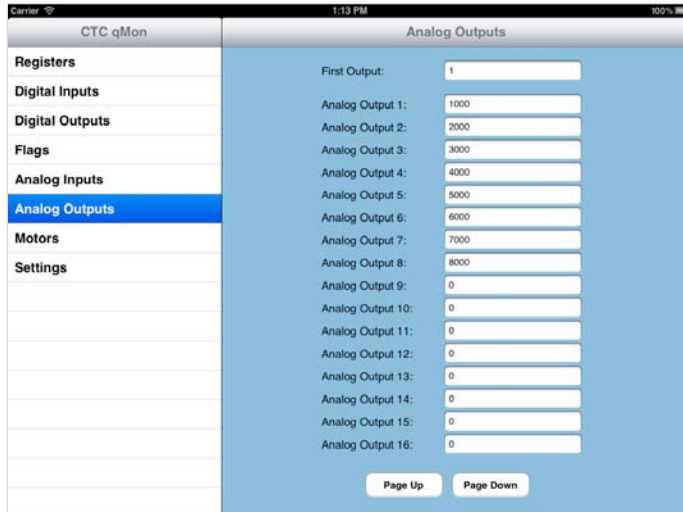 Carrier 1:13 PM 100%
CTC qMon
Registers
Digital Inputs
Digital Outputs
Flags
Analog Inputs
Analog Outputs
Motors
Settings
Analog Outputs
First Output: 1
Analog Output 1: 1000
Analog Output 2: 2000
Analog Output 3: 3000
Analog Output 4: 4000
Analog Output 5: 5000
Analog Output 6: 6000
Analog Output 7: 7000
Analog Output 8: 8000
Analog Output 9: 0
Analog Output 10: 0
Analog Output 11: 0
Analog Output 12: 0
Analog Output 13: 0
Analog Output 14: 0
Analog Output 15: 0
Analog Output 16: 0
Page Up Page Down